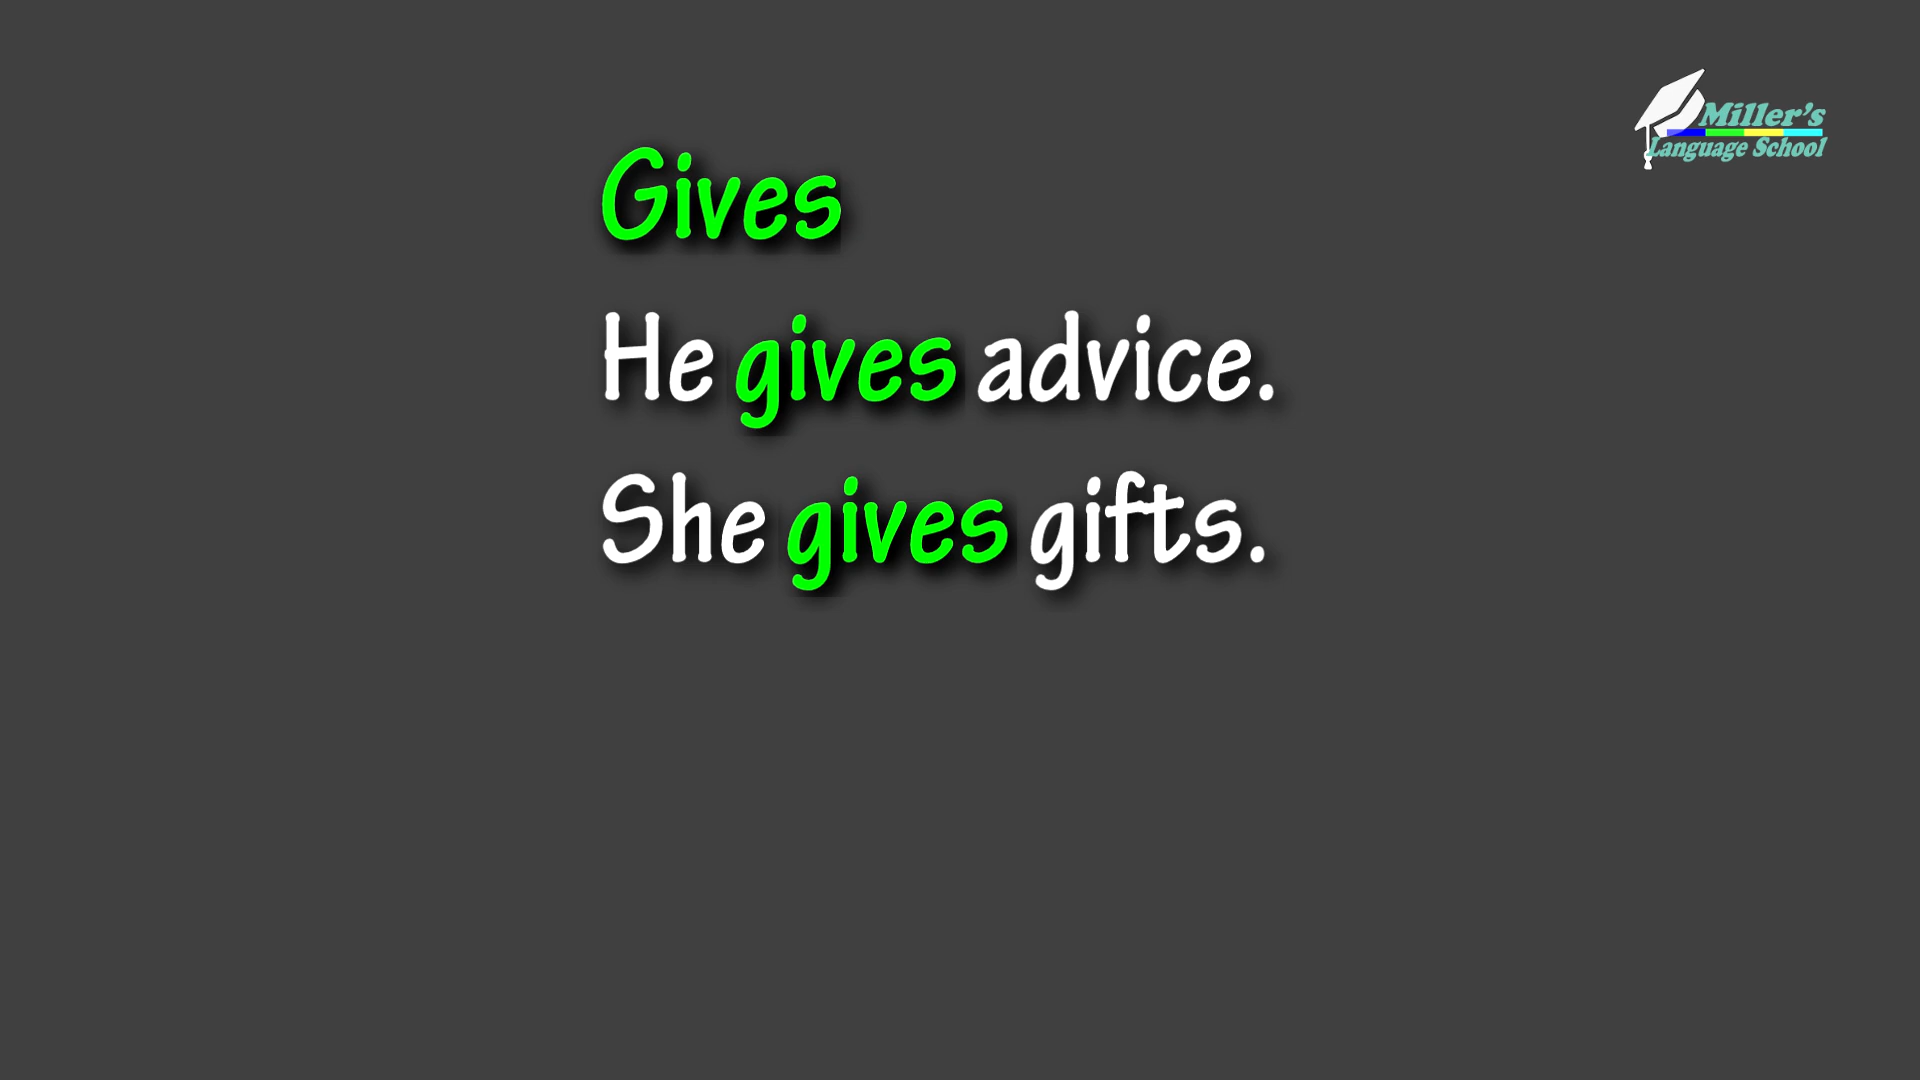 Miller's
Language School
Gives
He gives advice.
She gives gifts.